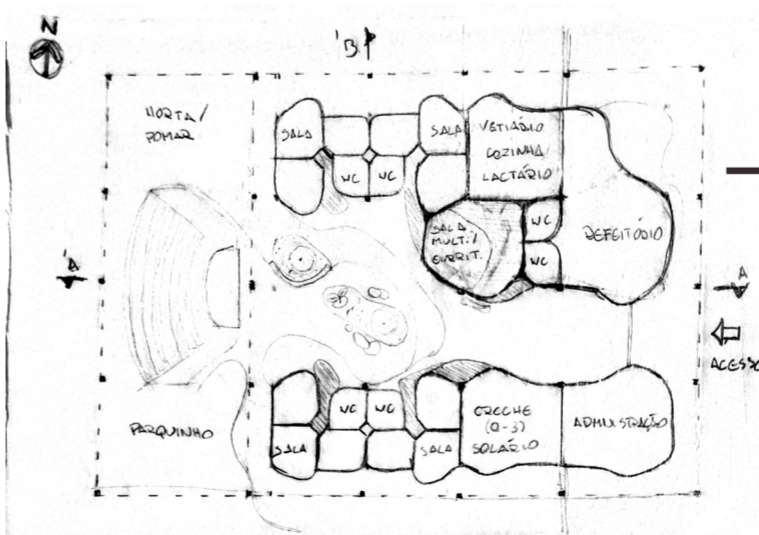 N
B
HORTA/
POMAR
SALA
SALA
VESTIÁRIO
COZINHA
LACTÁRIO
WC
WC
SALA
MULT./
WC
REFEITÓRIO
WC
A
A
ACESSO
WC
WC
CRECHE
(0-3)
SOLÁRIO
ADMINISTRAÇÃO
PARQUINHO
SALA
SALA